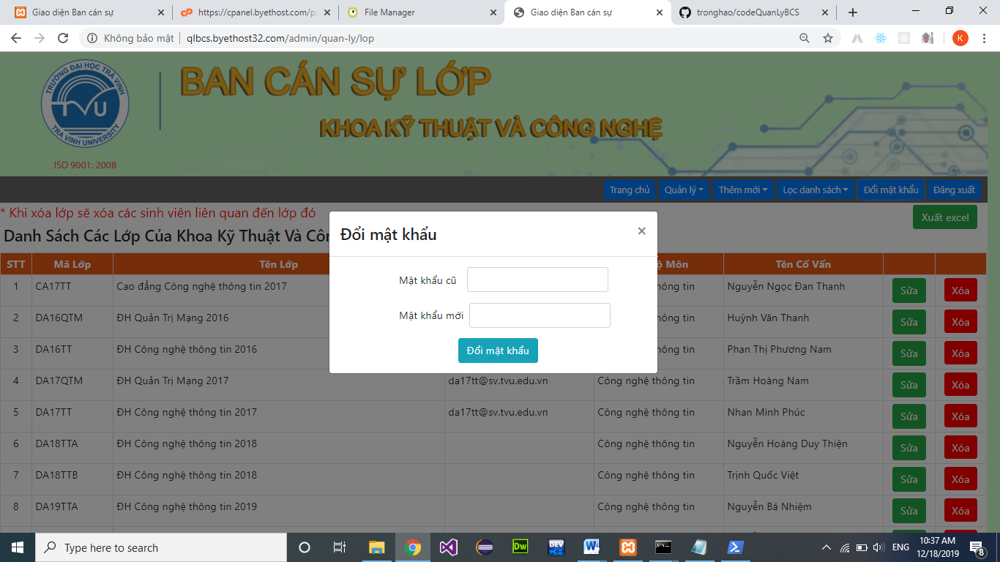 Giao diện Ban cán sự
https://cpanel.byethost.com/pa
File Manager
Giao diện Ban cán sự
tronghao/codeQuanLyBCS
Không bảo mật
qlbcs.byethost32.com/admin/quan-ly/lop
K
TRƯỜNG ĐẠI HỌC TRÀ VINH
TVU
TRA VINH UNIVERSITY
ISO 9001: 2008
BAN CÁN SỰ LỚP
KHOA KỸ THUẬT VÀ CÔNG NGHỆ
Trang chủ Quản lý Thêm mới Lọc danh sách Đổi mật khẩu Đăng xuất
* Khi xóa lớp sẽ xóa các sinh viên liên quan đến lớp đó
Xuất excel
Danh Sách Các Lớp Của Khoa Kỹ Thuật Và
Đổi mật khẩu ×
Mật khẩu cũ
Mật khẩu mới
Đổi mật khẩu
STT Mã Lớp Tên Lớp Môn Tên Cố Vấn
1 CA17TT Cao đẳng Công nghệ thông tin 2017 thông tin Nguyễn Ngọc Đan Thanh Sửa Xóa
2 DA16QTM ĐH Quản Trị Mạng 2016 thông tin Huỳnh Văn Thanh Sửa Xóa
3 DA16TT ĐH Công nghệ thông tin 2016 thông tin Phan Thị Phương Nam Sửa Xóa
4 DA17QTM ĐH Quản Trị Mạng 2017 da17tt@sv.tvu.edu.vn Công nghệ thông tin Trầm Hoàng Nam Sửa Xóa
5 DA17TT ĐH Công nghệ thông tin 2017 da17tt@sv.tvu.edu.vn Công nghệ thông tin Nhan Minh Phúc Sửa Xóa
6 DA18TTA ĐH Công nghệ thông tin 2018 Công nghệ thông tin Nguyễn Hoàng Duy Thiện Sửa Xóa
7 DA18TTB ĐH Công nghệ thông tin 2018 Công nghệ thông tin Trịnh Quốc Việt Sửa Xóa
8 DA19TTA ĐH Công nghệ thông tin 2019 Công nghệ thông tin Nguyễn Bá Nhiệm Sửa Xóa
Type here to search
Dw
DEV
ENG
10:37 AM
12/18/2019
8